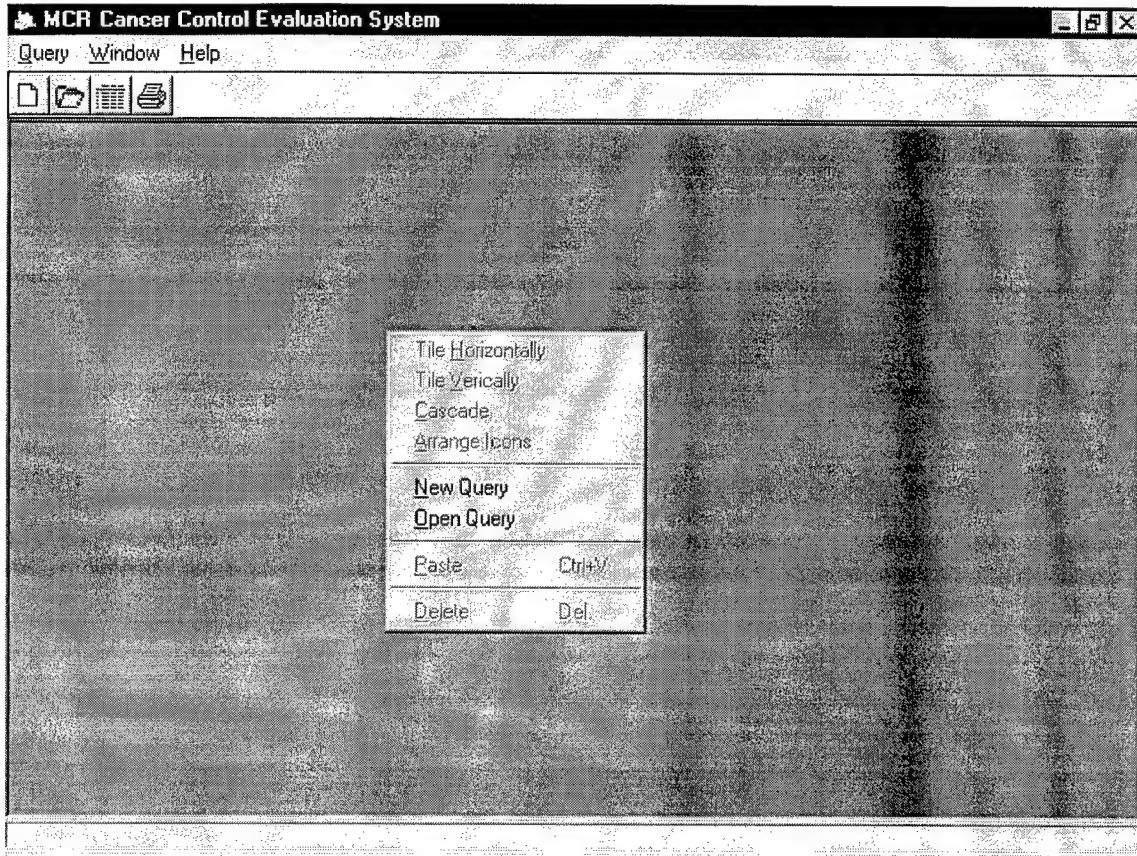 MCR Cancer Control Evaluation System
Query Window Help
Tile Horizontally
Tile Verically
Cascade
Arrange Icons
New Query
Open Query
Paste Ctrl+V
Delete Del